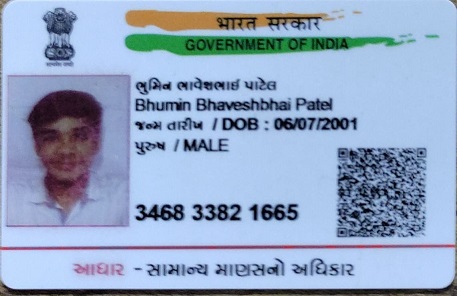 भारत सरकार
GOVERNMENT OF INDIA
ભુમિન ભાવેશભાઈ પાટેલ
Bhumin Bhaveshbhai Patel
જન્મ તારીખ / DOB : 06/07/2001
પુરુષ / MALE
3468 3382 1665
આધાર - સામાન્ય માણસનો અધિકાર